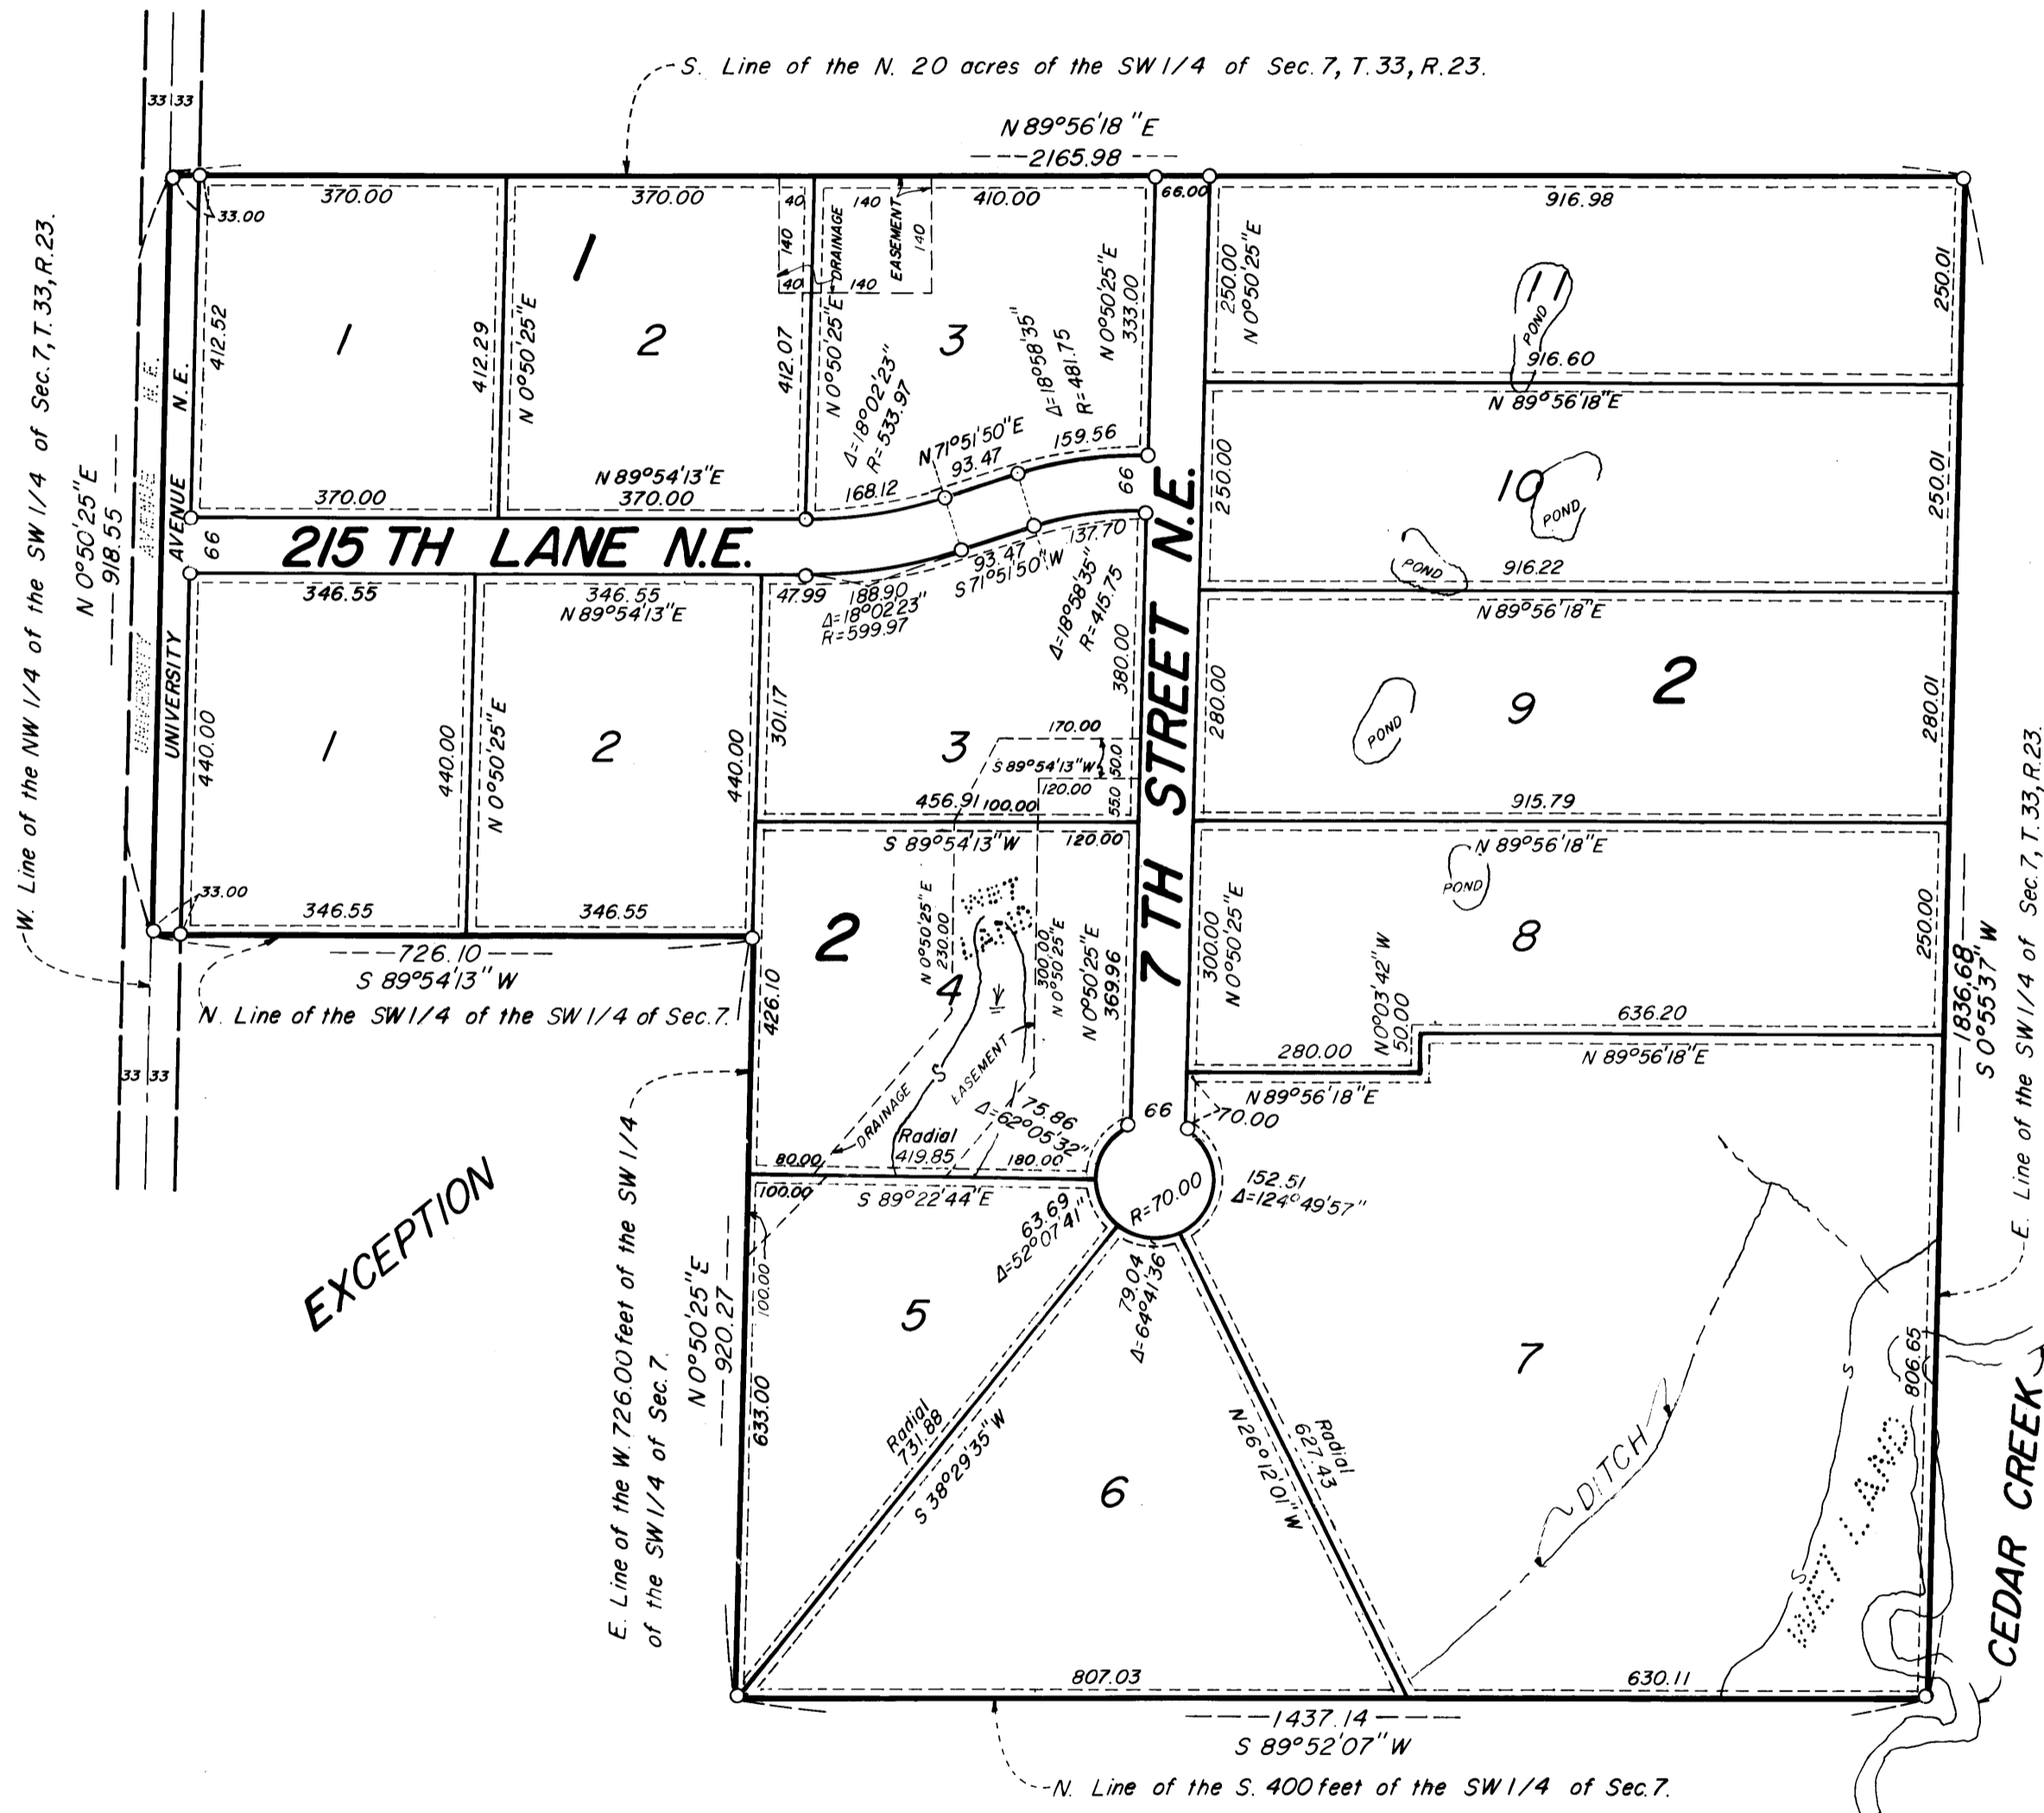 S. Line of the N. 20 acres of the SW 1/4 of Sec. 7, T. 33, R. 23.
N 89°56'18"E
2165.98
33 33
33.00
370.00
370.00
40
140
410.00
66.00
916.98
1
140
DRAINAGE
EASEMENT
140
40
140
N 0°50'25"E
333.00
250.00
N 0°50'25"E
11
POND
250.01
W. Line of the NW 1/4 of the SW 1/4 of Sec. 7, T. 33, R. 23.
412.52
1
412.29
N 0°50'25"E
2
412.07
N 0°50'25"E
3
Δ=18°02'23"
R=533.97
Δ=18°58'35"
R=481.75
916.60
N 89°56'18"E
N 71°51'50"E
93.47
159.56
168.12
N 0°50'25"E
918.55
UNIVERSITY AVENUE N.E.
UNIVERSITY AVENUE N.E.
370.00
N 89°54'13"E
370.00
66
66
250.00
10
POND
POND
250.01
916.22
215 TH LANE N.E.
7 TH STREET N.E.
93.47
S 71°51'50"W
137.70
346.55
346.55
N 89°54'13"E
47.99
188.90
Δ=18°02'23"
R=599.97
Δ=18°58'35"
R=415.75
N 89°56'18"E
440.00
1
440.00
N 0°50'25"E
2
440.00
301.17
3
380.00
280.00
POND
9
2
280.01
170.00
S 89°54'13"W
50.0
120.00
55.0
456.91
100.00
915.79
S 89°54'13"W
120.00
N 89°56'18"E
33.00
346.55
346.55
2
N 0°50'25"E
230.00
WET
LAND
300.00
N 0°50'25"E
N 0°50'25"E
369.96
300.00
N 0°50'25"E
POND
8
250.00
726.10
S 89°54'13"W
N. Line of the SW 1/4 of the SW 1/4 of Sec. 7.
426.10
4
N 0°03'42"W
50.00
636.20
1836.68
S 0°55'37"W
E. Line of the SW 1/4 of Sec. 7, T. 33, R. 23.
33 33
280.00
N 89°56'18"E
N 89°56'18"E
S
DRAINAGE
EASEMENT
75.86
Δ=62°05'32"
66
70.00
Radial
419.85
80.00
180.00
100.00
S 89°22'44"E
R=70.00
152.51
Δ=124°49'57"
63.69
Δ=52°07'41"
79.04
Δ=64°41'36"
EXCEPTION
E. Line of the W. 726.00 feet of the SW 1/4
of the SW 1/4 of Sec. 7.
N 0°50'25"E
920.27
100.00
633.00
5
Radial
731.88
S 38°29'35"W
6
Radial
627.43
N 26°12'01"W
7
DITCH
S
S
806.65
WET LAND
CEDAR CREEK
807.03
630.11
1437.14
S 89°52'07"W
N. Line of the S. 400 feet of the SW 1/4 of Sec. 7.